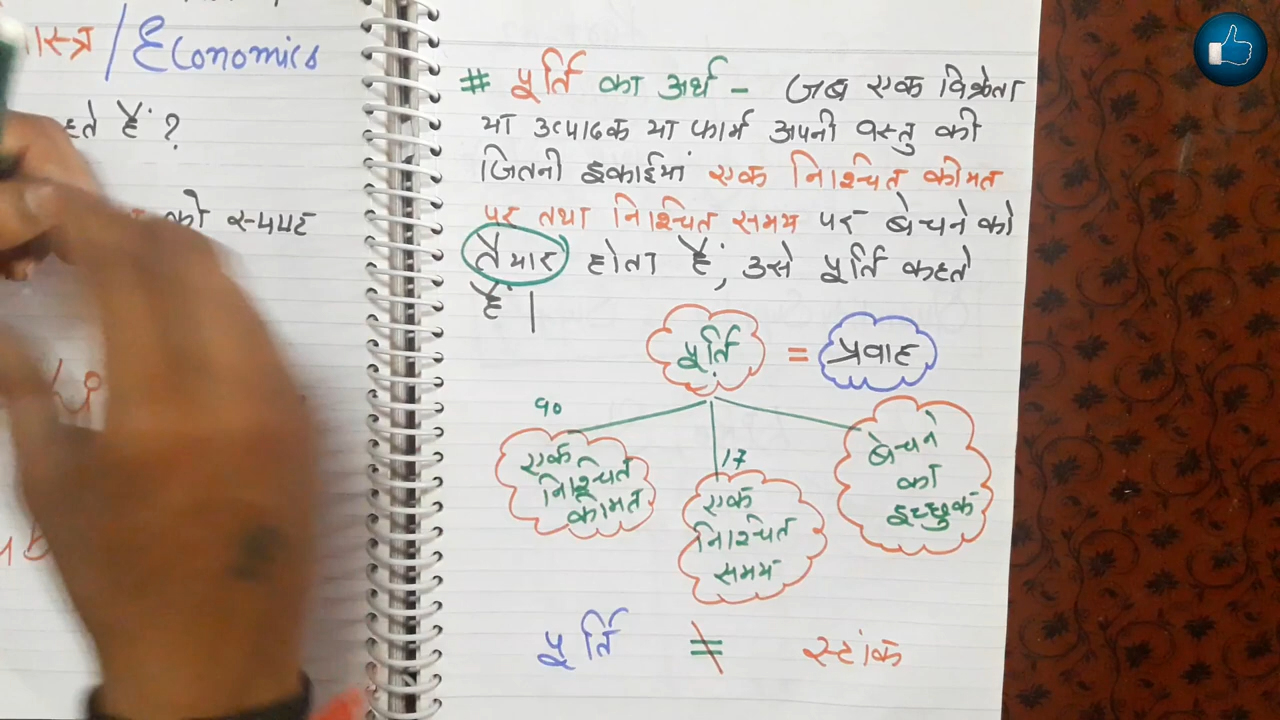 / Economics
हैं ?
को स्पष्ट
# पूर्ति का अर्थ - जब एक विक्रेता
या उत्पादक या फार्म अपनी वस्तु की
जितनी इकाईयां एक निश्चित कीमत
पर तथा निश्चित समय पर बेचने को
तैयार होता है, उसे पूर्ति कहते
हैं |
पूर्ति = प्रवाह
90
एक
निश्चित
कीमत
17
एक
निश्चित
समय
बेचने
का
इच्छुक
पूर्ति ≠ स्टांक